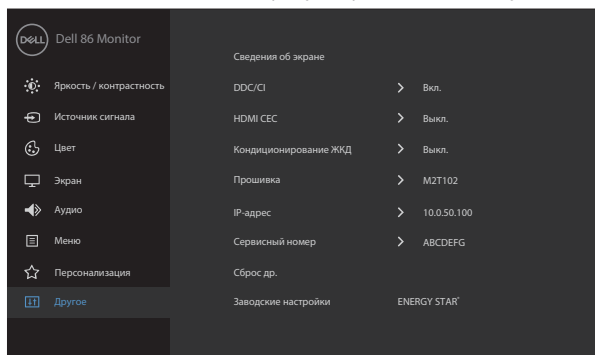 DELL
Dell 86 Monitor
Яркость / контрастность
Источник сигнала
Цвет
Экран
Аудио
Меню
Персонализация
Другое
Сведения об экране
DDC/CI > Вкл.
HDMI CEC > Выкл.
Кондиционирование ЖКД > Выкл.
Прошивка > M2T102
IP-адрес > 10.0.50.100
Сервисный номер > ABCDEFG
Сброс др.
Заводские настройки ENERGY STAR®